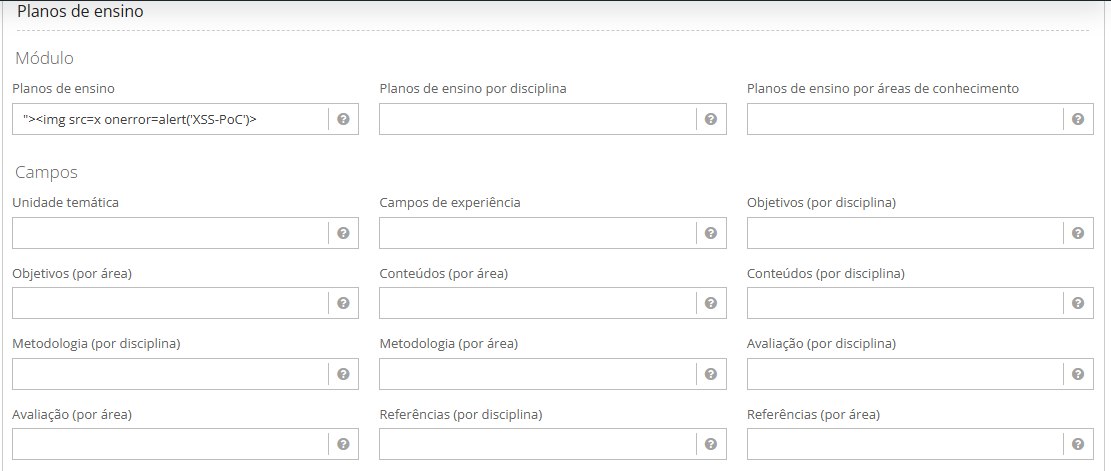 Planos de ensino
Módulo
Planos de ensino
Planos de ensino por disciplina
Planos de ensino por áreas de conhecimento
"><img src=x onerror=alert('XSS-PoC')>
Campos
Unidade temática
Campos de experiência
Objetivos (por disciplina)
Objetivos (por área)
Conteúdos (por área)
Conteúdos (por disciplina)
Metodologia (por disciplina)
Metodologia (por área)
Avaliação (por disciplina)
Avaliação (por área)
Referências (por disciplina)
Referências (por área)